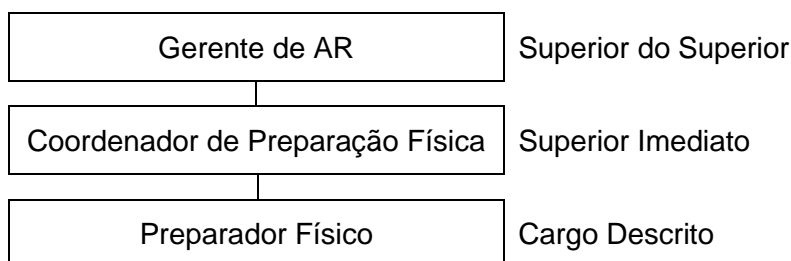 Gerente de AR Superior do Superior
Coordenador de Preparação Física Superior Imediato
Preparador Físico Cargo Descrito